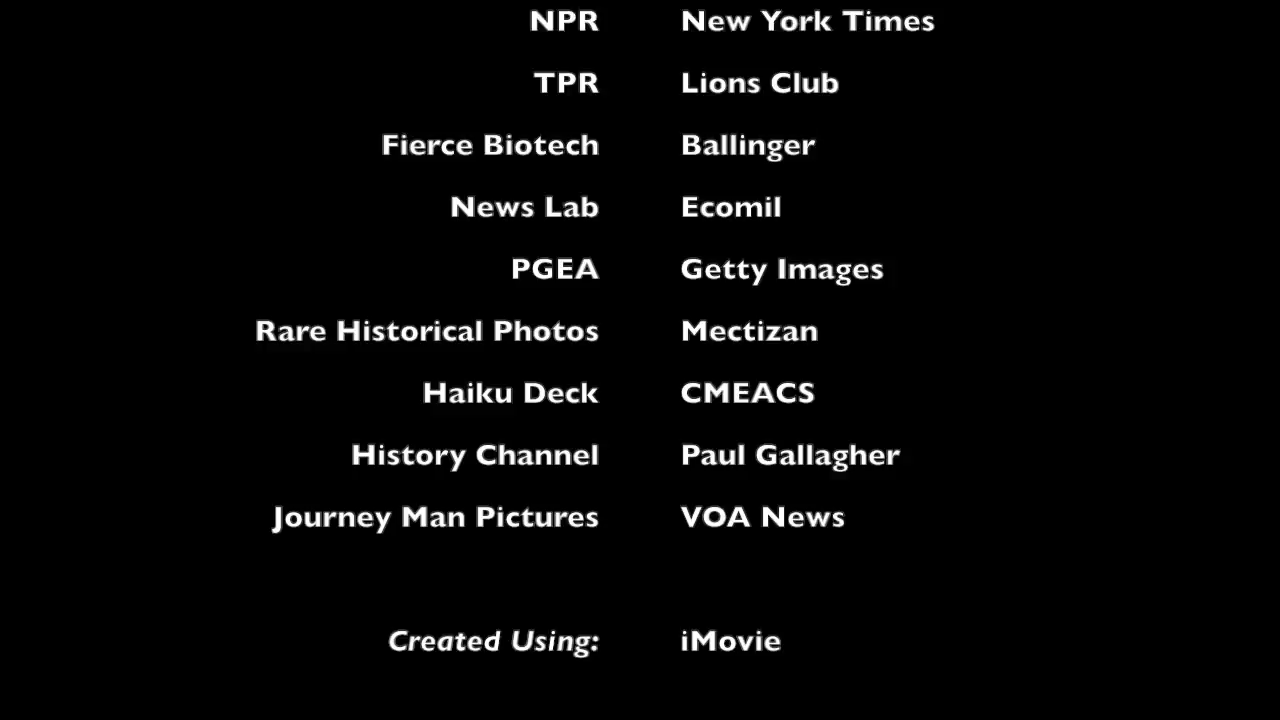 NPR New York Times
TPR Lions Club
Fierce Biotech Ballinger
News Lab Ecomil
PGEA Getty Images
Rare Historical Photos Mectizan
Haiku Deck CMEACS
History Channel Paul Gallagher
Journey Man Pictures VOA News
Created Using: iMovie